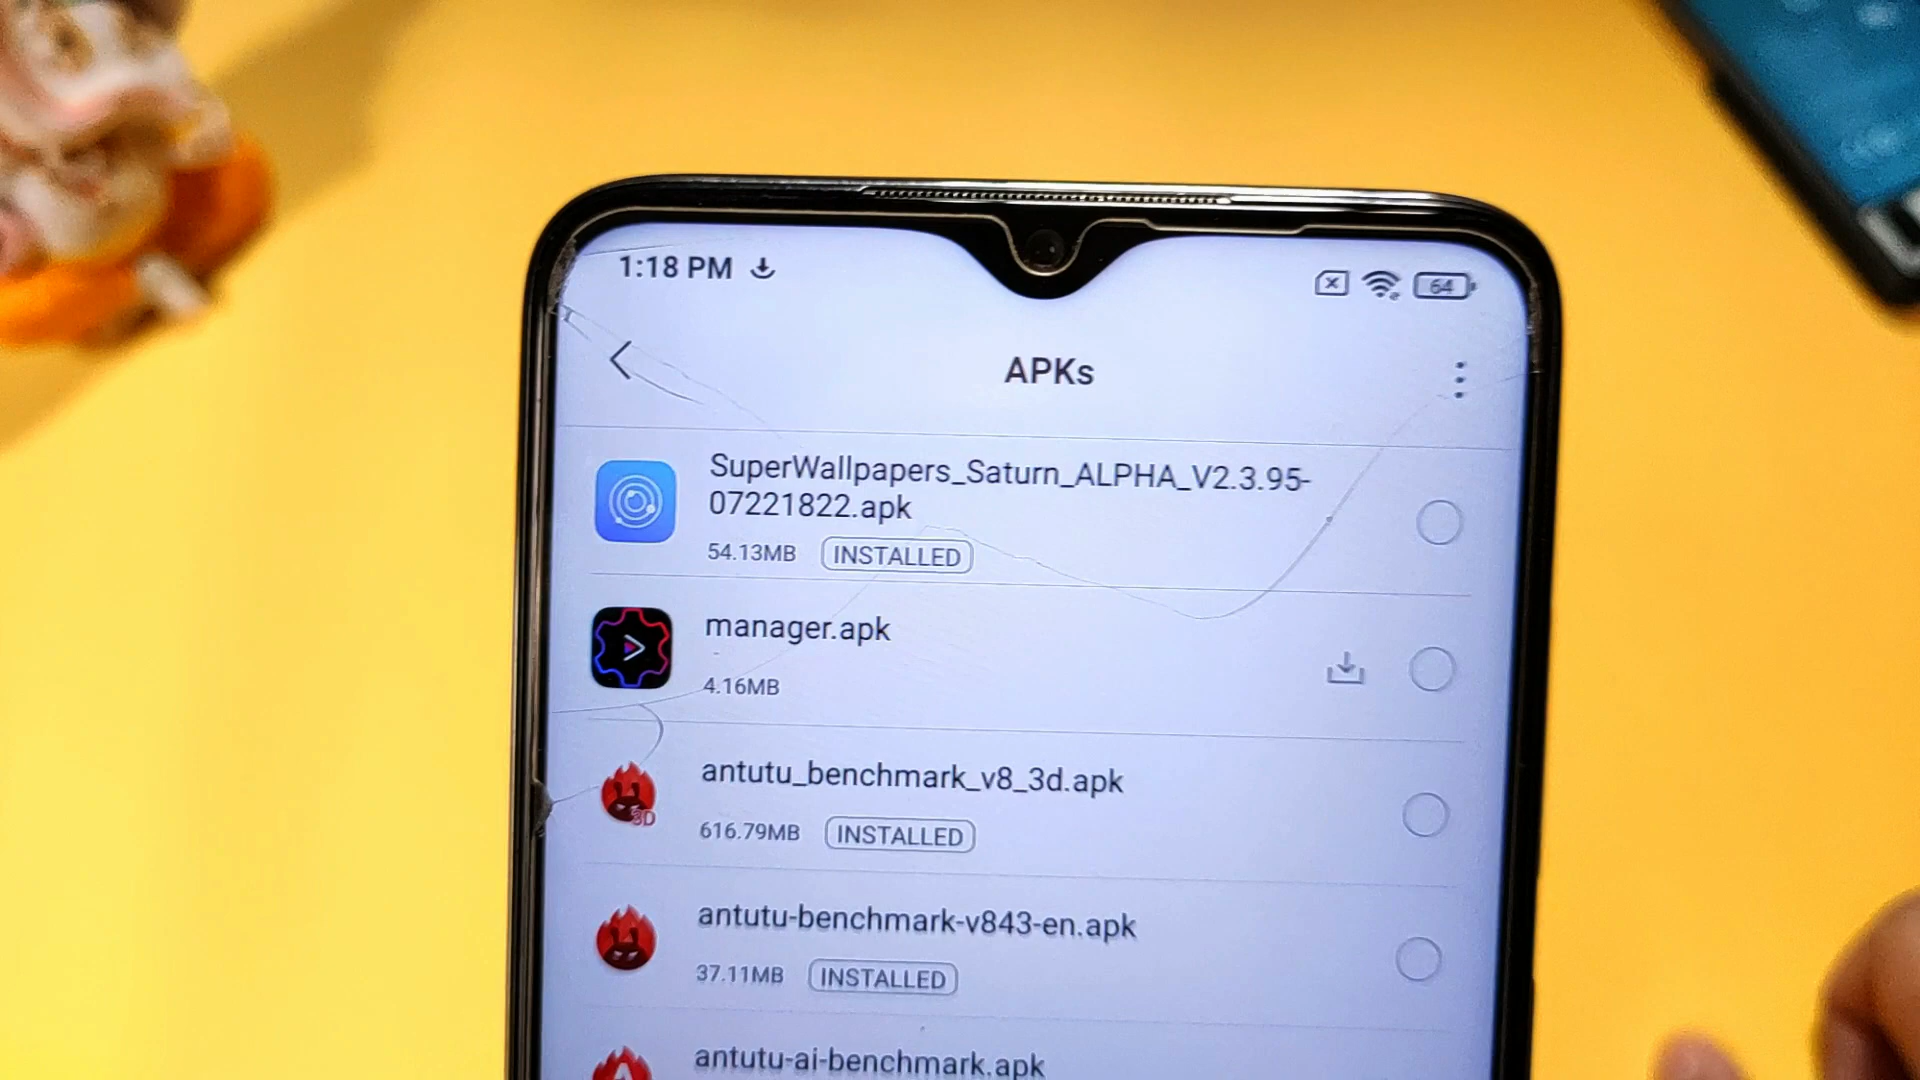 1:18 PM
64
APKs
SuperWallpapers_Saturn_ALPHA_V2.3.95-
07221822.apk
54.13MB INSTALLED
manager.apk
4.16MB
antutu_benchmark_v8_3d.apk
3D
616.79MB INSTALLED
antutu-benchmark-v843-en.apk
37.11MB INSTALLED
antutu-ai-benchmark.apk